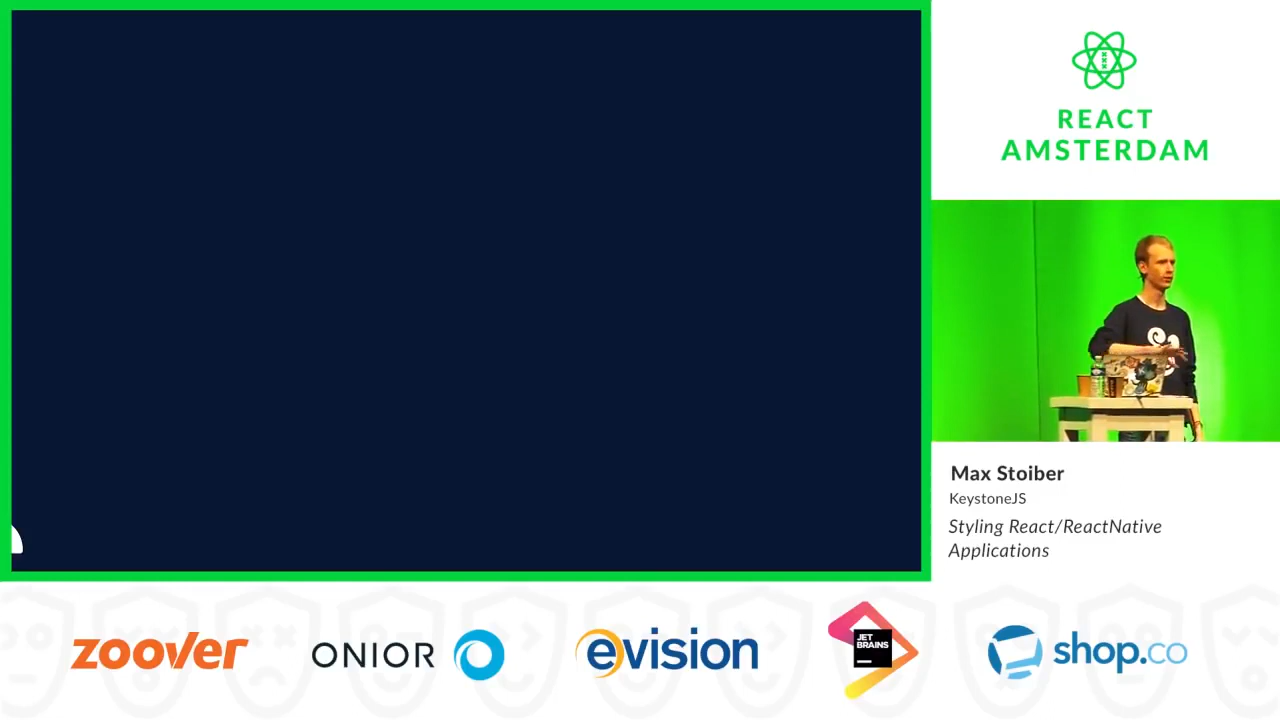 REACT
AMSTERDAM
Max Stoiber
KeystoneJS
Styling React/ReactNative
Applications
zoover
ONIOR
evision
JET
BRAINS
shop.co